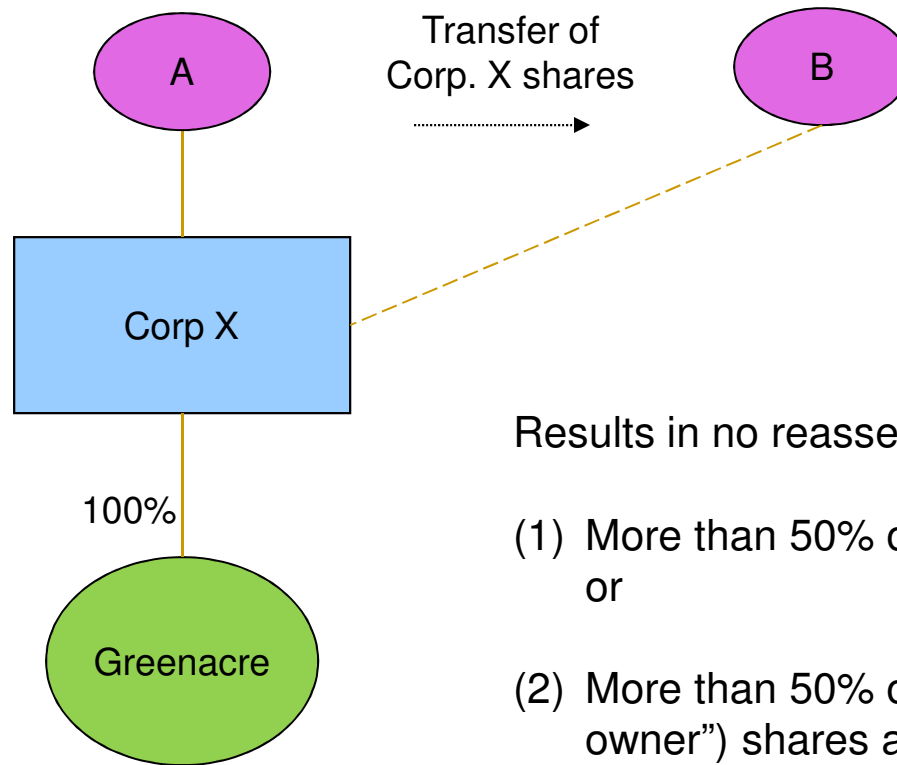 A
Transfer of
Corp. X shares
B
Corp X
100%
Greenacre
Results in no
(1) More than 50%
or
(2) More than 50%
owner”) shares